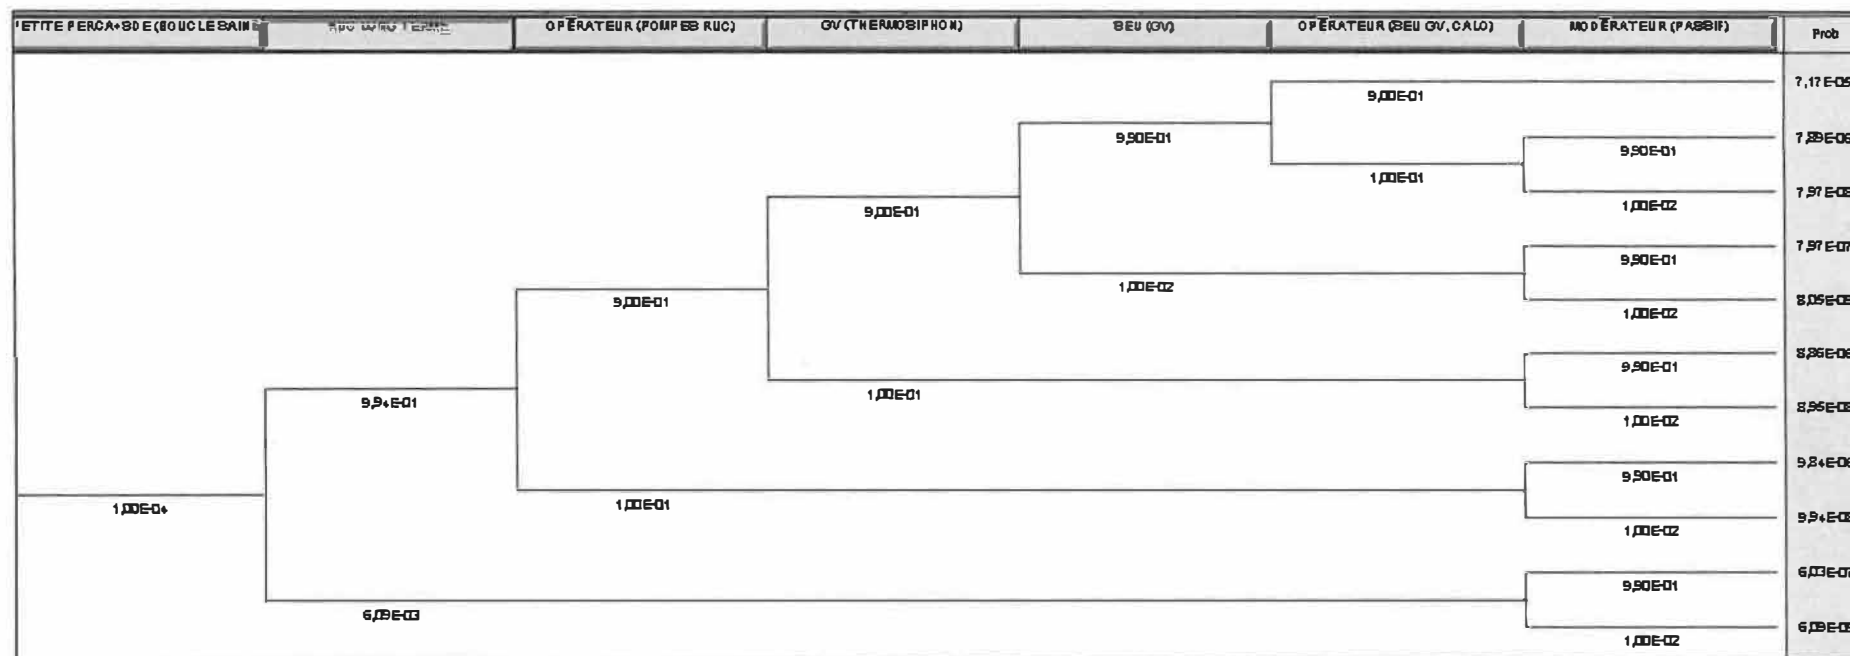 ETITE PERCA+SDE (BOUCLE SAIN
RUC LONG TERME
OPÉRATEUR (POMPES RUC)
GV (THERMOSIPHON)
SEU (GV)
OPÉRATEUR (SEU GV, CALO)
MODÉRATEUR (PASSIF)
Prob
7,17E-05
9,00E-01
9,90E-01
7,89E-06
9,90E-01
1,00E-01
7,97E-08
9,00E-01
1,00E-02
7,97E-07
9,90E-01
1,00E-02
9,00E-01
8,05E-09
1,00E-02
8,86E-06
9,90E-01
9,94E-01
1,00E-01
8,95E-08
1,00E-02
9,84E-06
9,90E-01
1,00E-04
1,00E-01
9,94E-08
1,00E-02
6,03E-07
9,90E-01
6,09E-03
6,09E-09
1,00E-02